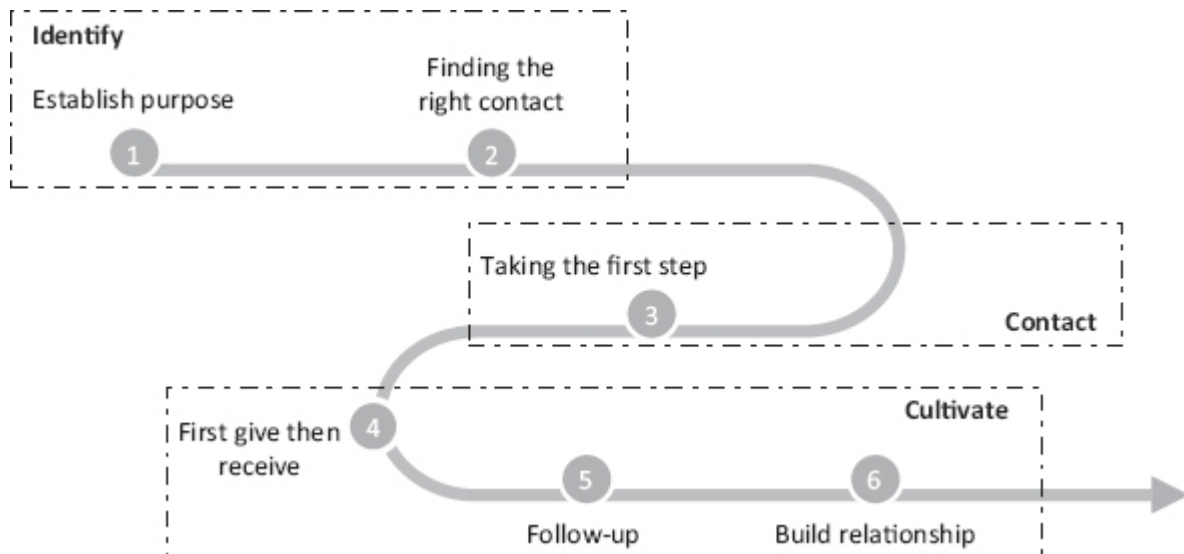 Identify
Establish purpose
Finding the
right contact
1
2
Taking the first step
3
Contact
Cultivate
First give then
receive
4
5
6
Follow-up
Build relationship